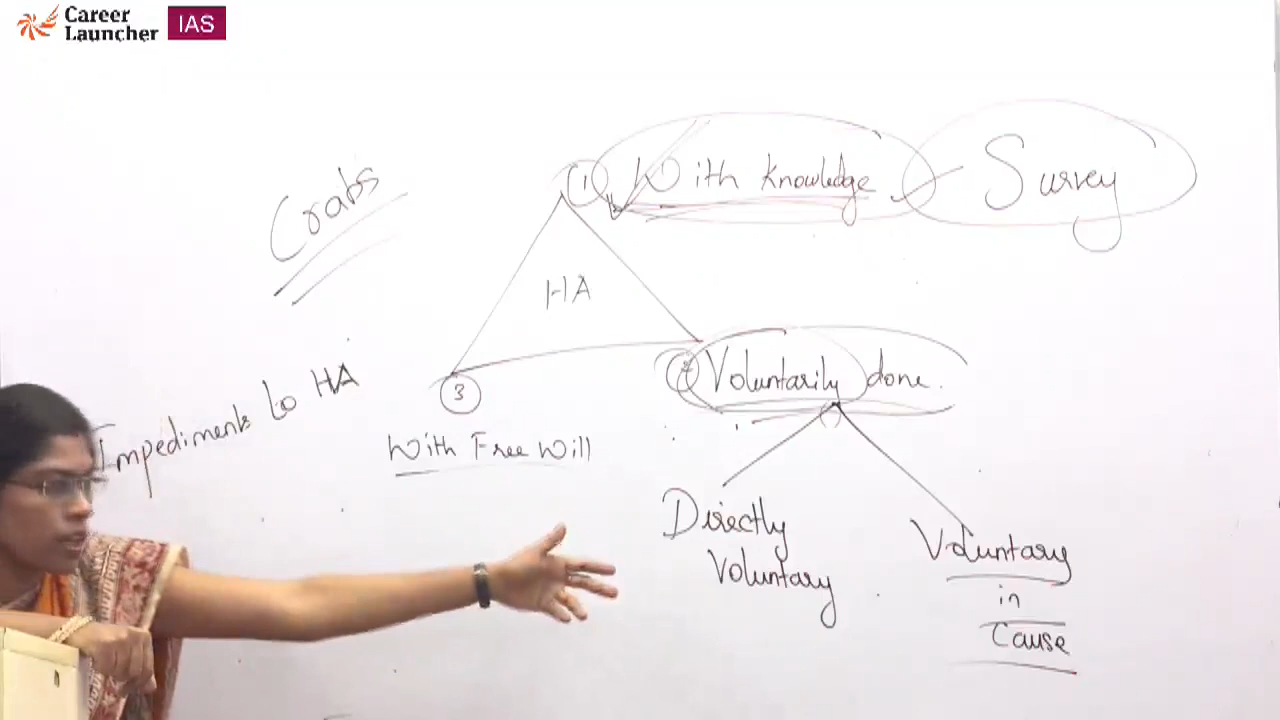 Career
Launcher
IAS
Crabs
(1) With knowledge
Survey
HA
Impediments to HA
3
With Free Will
2 Voluntarily done.
Directly
Voluntary
Voluntary
in
Cause